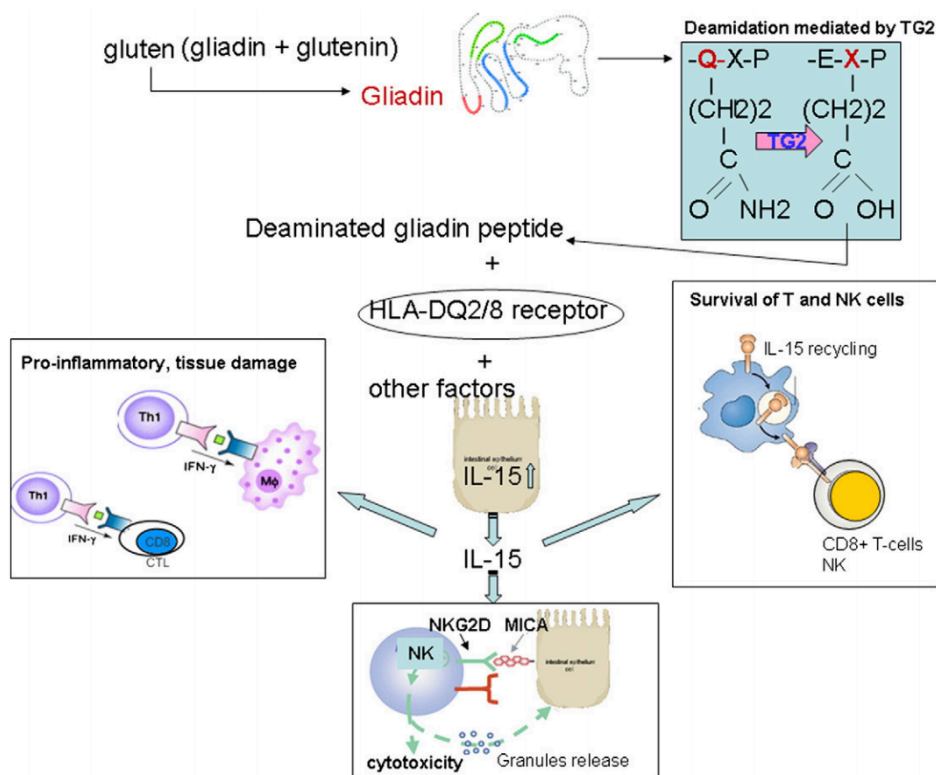 gluten (gliadin + glutenin)
Gliadin
Deamidation mediated by TG2
-Q-X-P -E-X-P
(CH2)2 (CH2)2
TG2
C C
O NH2 O OH
Deaminated gliadin peptide
+
HLA-DQ2/8 receptor
+
other factors
Pro-inflammatory, tissue damage
Th1
IFN-γ
Mϕ
Th1
IFN-γ
CD8
CTL
intestinal epithelium
cell
IL-15
IL-15
Survival of T and NK cells
IL-15 recycling
CD8+ T-cells
NK
NKG2D MICA
NK
intestinal epithelium
cell
cytotoxicity
Granules release